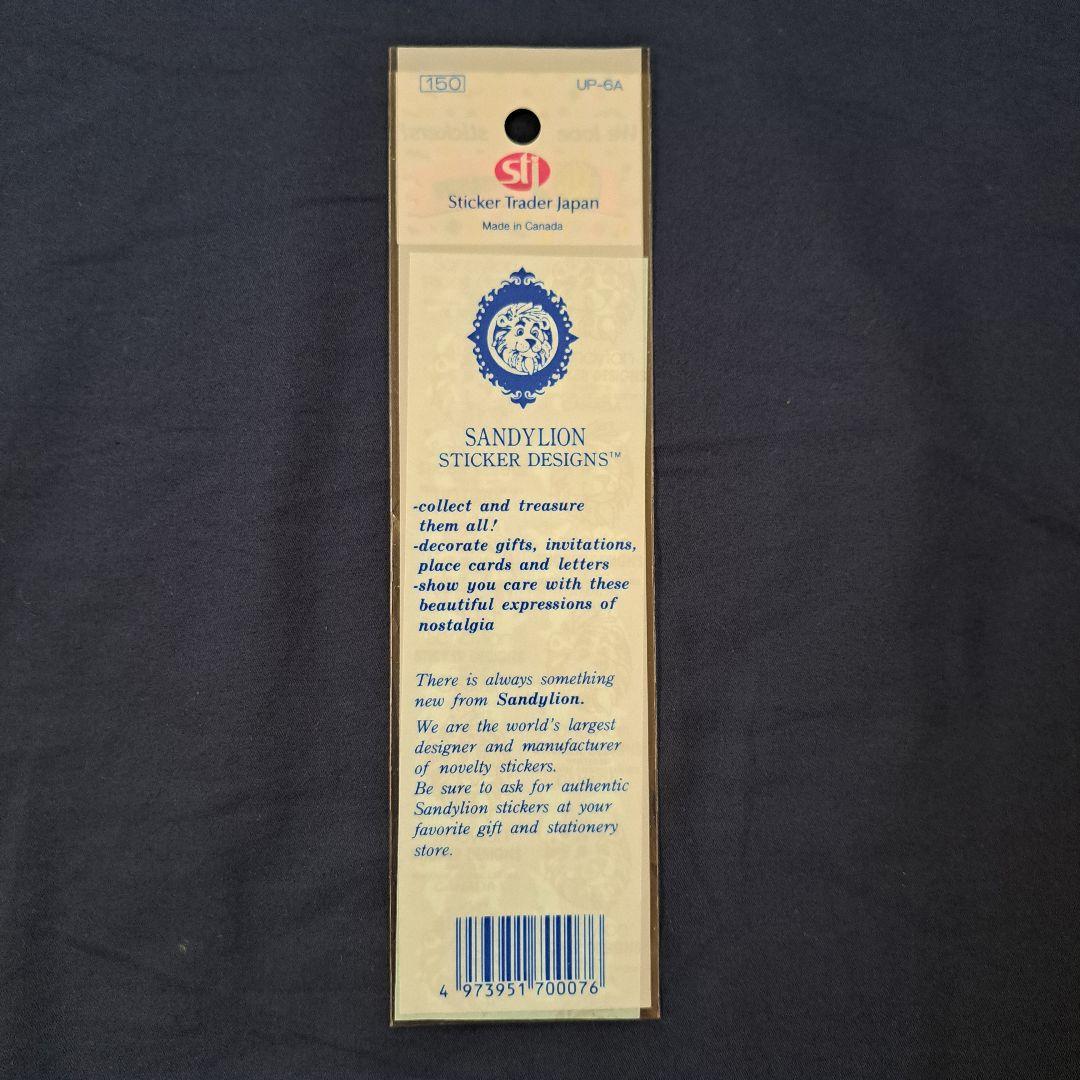 150
UP-6A
stj
Sticker Trader Japan
Made in Canada
SANDYLION
STICKER DESIGNS™
-collect and treasure
them all!
-decorate gifts, invitations,
place cards and letters
-show you care with these
beautiful expressions of
nostalgia
There is always something
new from Sandylion.
We are the world's largest
designer and manufacturer
of novelty stickers.
Be sure to ask for authentic
Sandylion stickers at your
favorite gift and stationery
store.
4 973951 700076